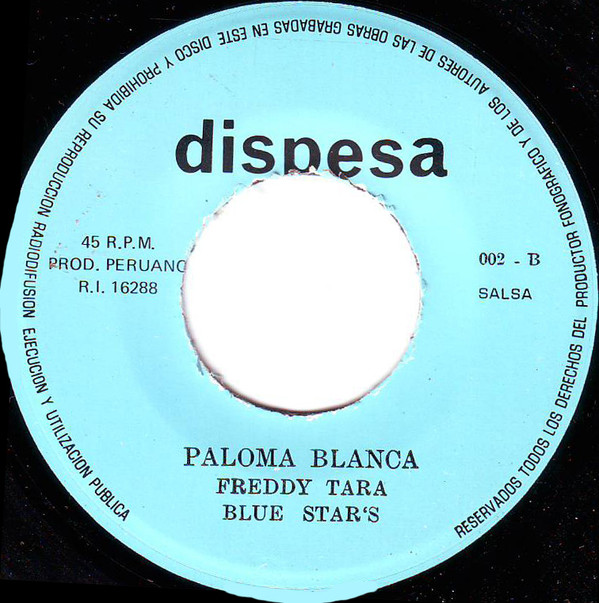 dispesa
45 R.P.M.
PROD. PERUANO
R.I. 16288
002 - B
SALSA
PALOMA BLANCA
FREDDY TARA
BLUE STAR'S
RESERVADOS TODOS LOS DERECHOS DEL PRODUCTOR FONOGRAFICO Y DE LOS AUTORES DE LAS OBRAS GRABADAS EN ESTE DISCO Y PROHIBIDA SU REPRODUCCION RADIODIFUSION EJECUCION Y UTILIZACION PUBLICA